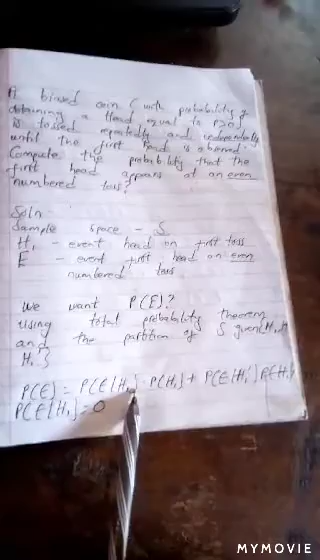 A biased coin (with probability of
obtaining a Head equal to P>0)
is tossed repeatedly and independently
until the first head is observed.
Compute the probability that the
first head appears at an even
numbered toss?
Soln
Sample space - S
H₁ - event head on first toss
E - event first head on even
numbered toss
We want P(E)?
Using total probability theorem
and the partition of S given {H₁,
H₁'}
P(E) = P(E|H₁) · P(H₁) + P(E|H₁') P(H₁')
P(E|H₁) = 0
MYMOVIE